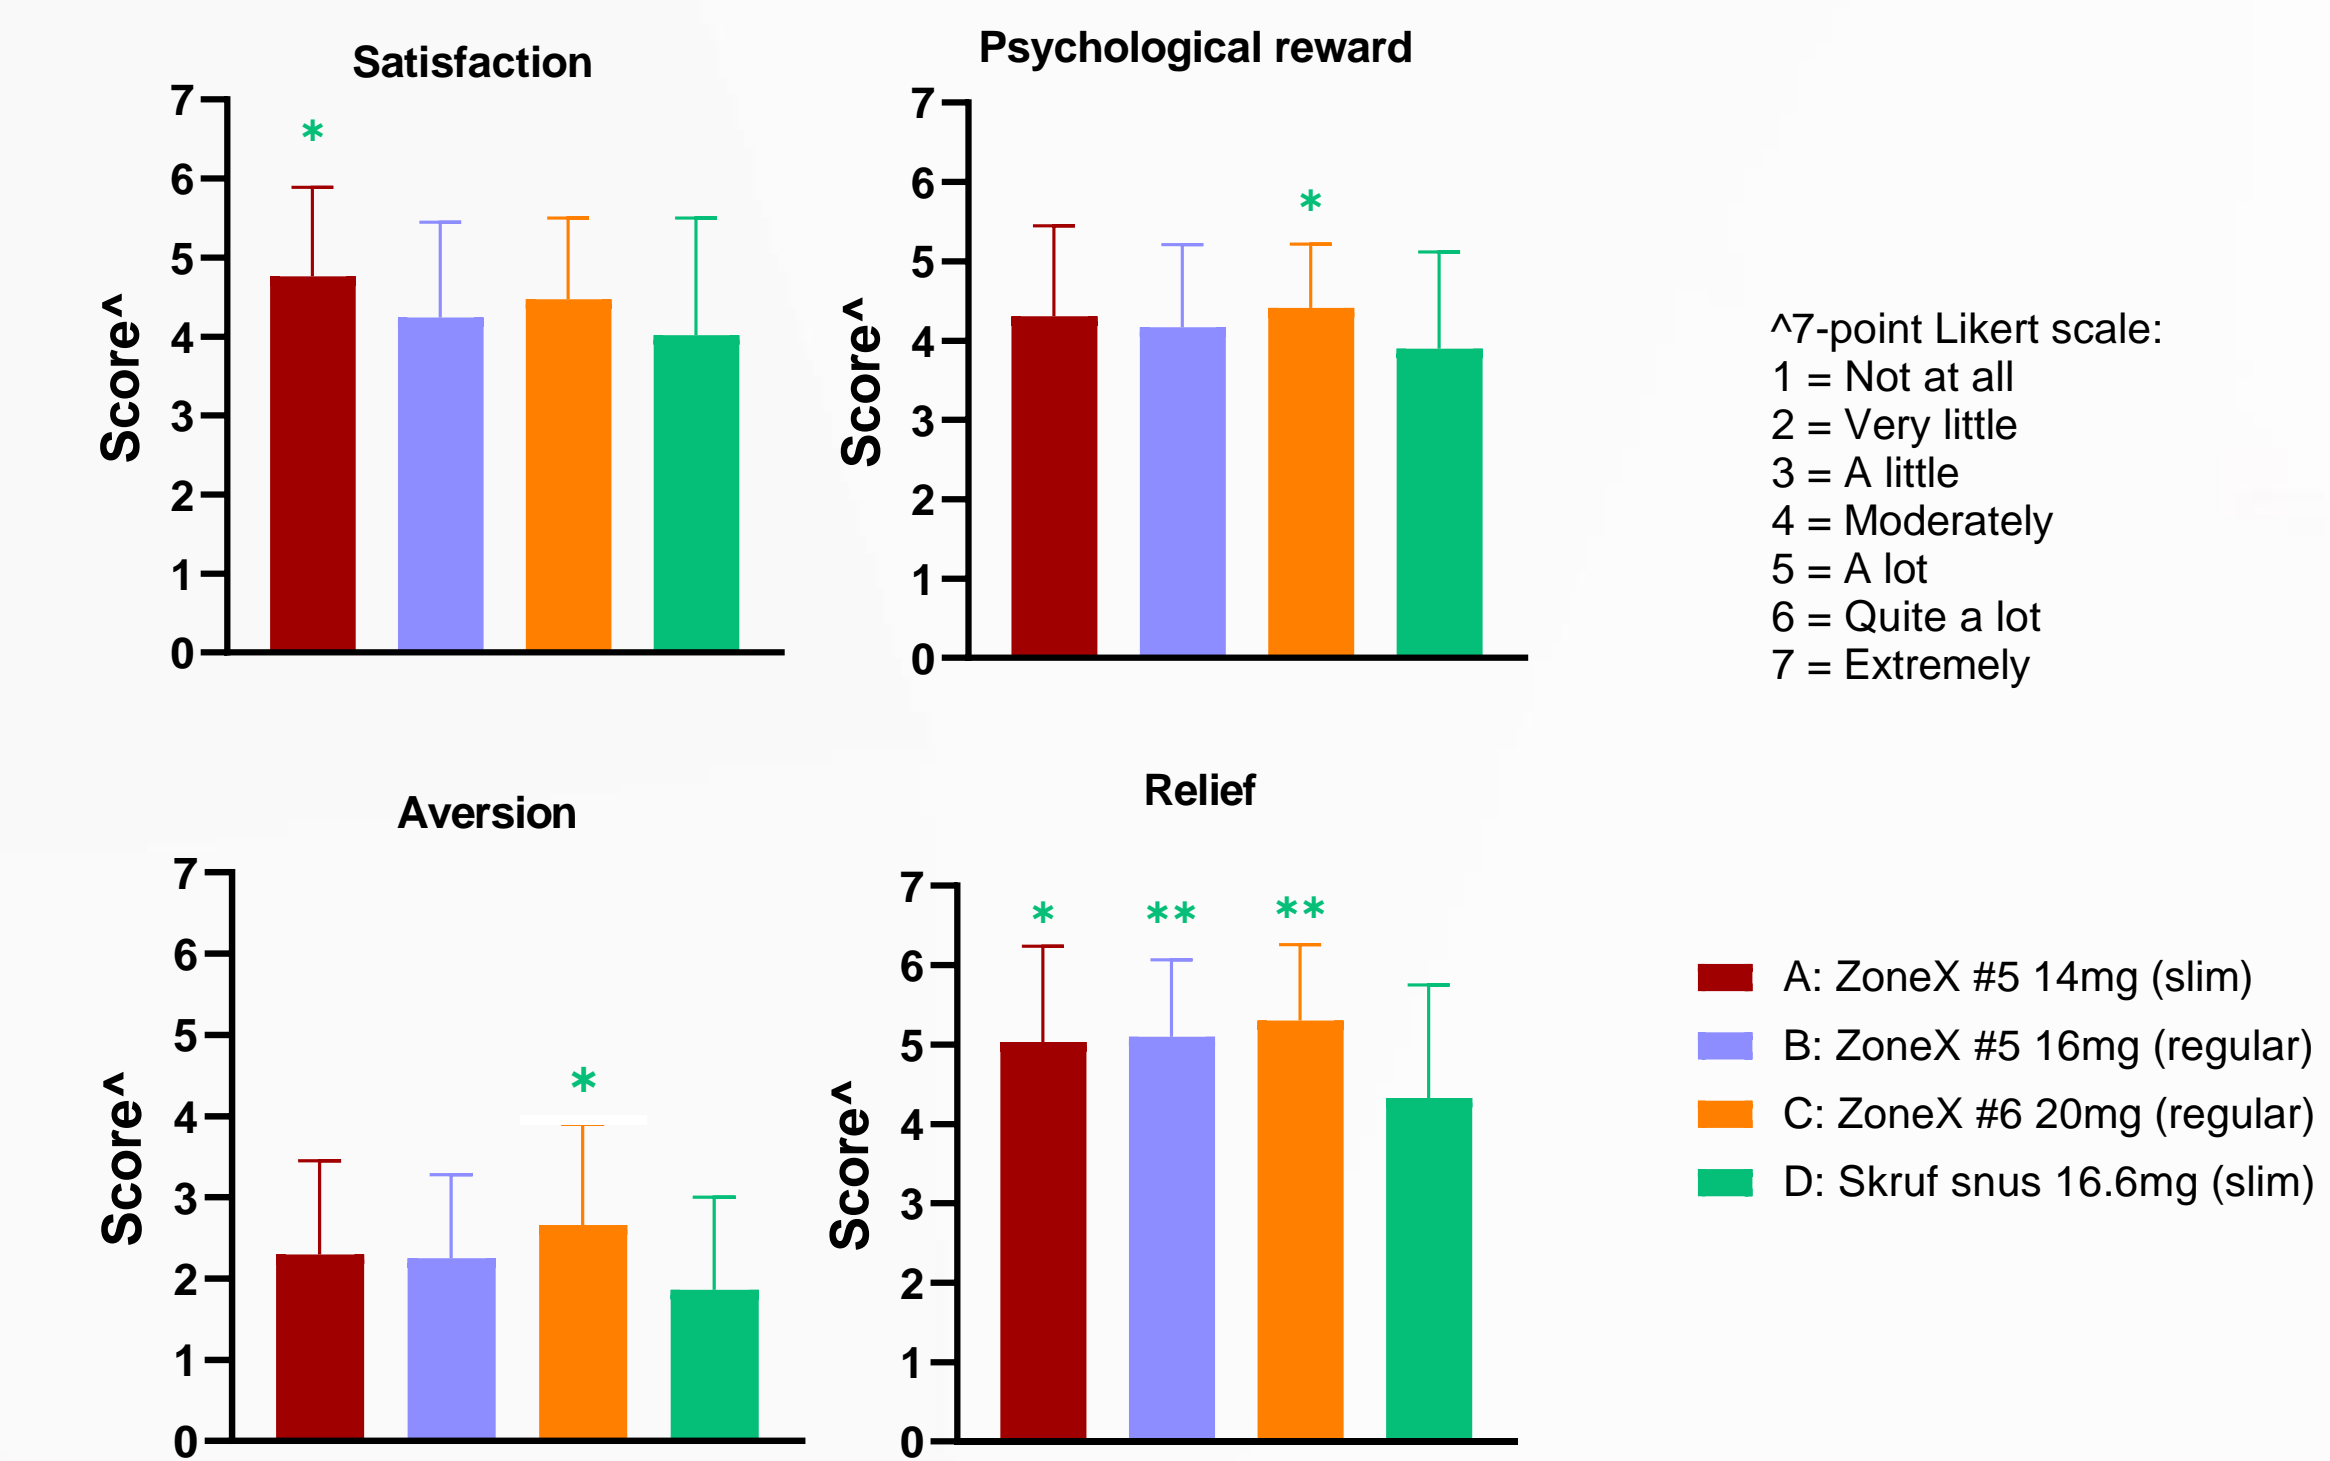 Satisfaction
Score^
7
6
5
4
3
2
1
0
*
Psychological reward
Score^
7
6
5
4
3
2
1
0
*
^7-point Likert scale:
1 = Not at all
2 = Very little
3 = A little
4 = Moderately
5 = A lot
6 = Quite a lot
7 = Extremely
Aversion
Score^
7
6
5
4
3
2
1
0
*
Relief
Score^
7
6
5
4
3
2
1
0
* ** **
A: ZoneX #5 14mg (slim)
B: ZoneX #5 16mg (regular)
C: ZoneX #6 20mg (regular)
D: Skruf snus 16.6mg (slim)